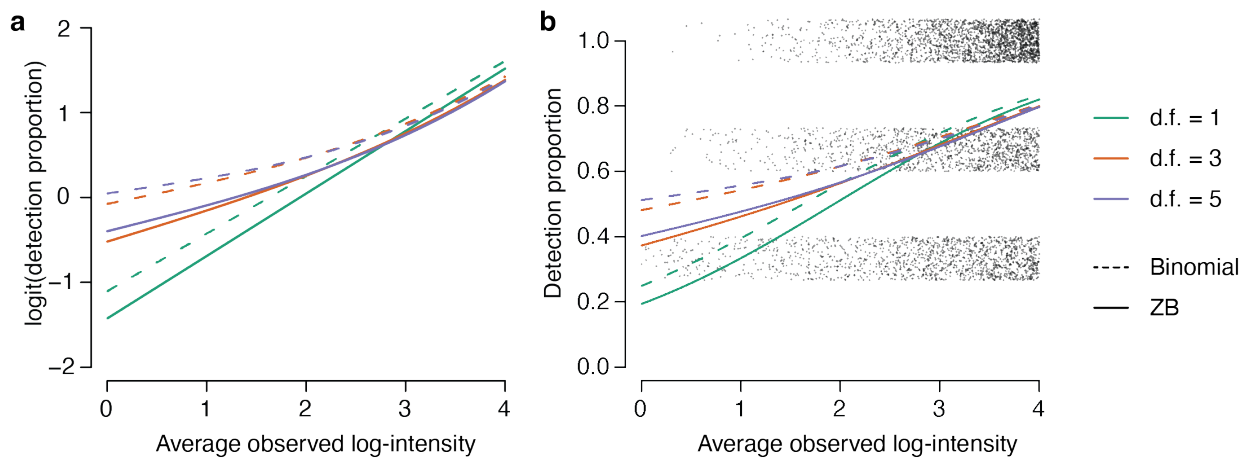 a
2
1
0
−1
−2
logit(detection proportion)
0 1 2 3 4
Average observed log-intensity
b
1.0
0.8
0.6
0.4
0.2
0.0
Detection proportion
0 1 2 3 4
Average observed log-intensity
d.f. = 1
d.f. = 3
d.f. = 5
Binomial
ZB